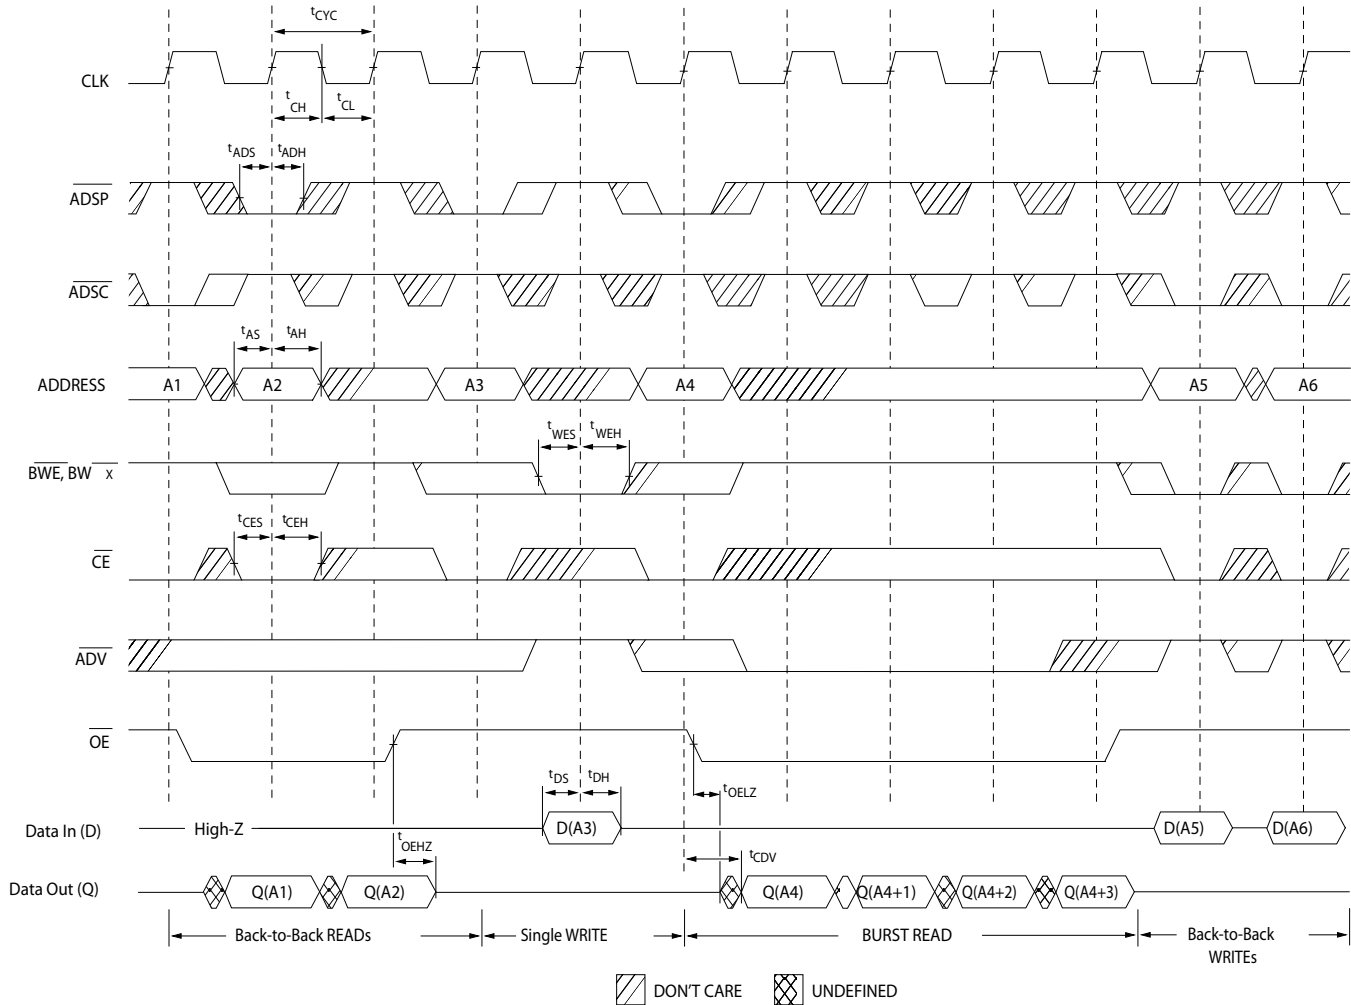 tCYC
CLK
tCH
tCL
tADS
tADH
ADSP
ADSC
tAS
tAH
ADDRESS
A1
A2
A3
A4
A5
A6
tWES
tWEH
BWE, BW X
tCES
tCEH
CE
ADV
OE
tDS
tDH
tOELZ
Data In (D)
High-Z
D(A3)
D(A5)
D(A6)
tOEHZ
tCDV
Data Out (Q)
Q(A1)
Q(A2)
Q(A4)
Q(A4+1)
Q(A4+2)
Q(A4+3)
Back-to-Back READs
Single WRITE
BURST READ
Back-to-Back
WRITEs
DON'T CARE
UNDEFINED